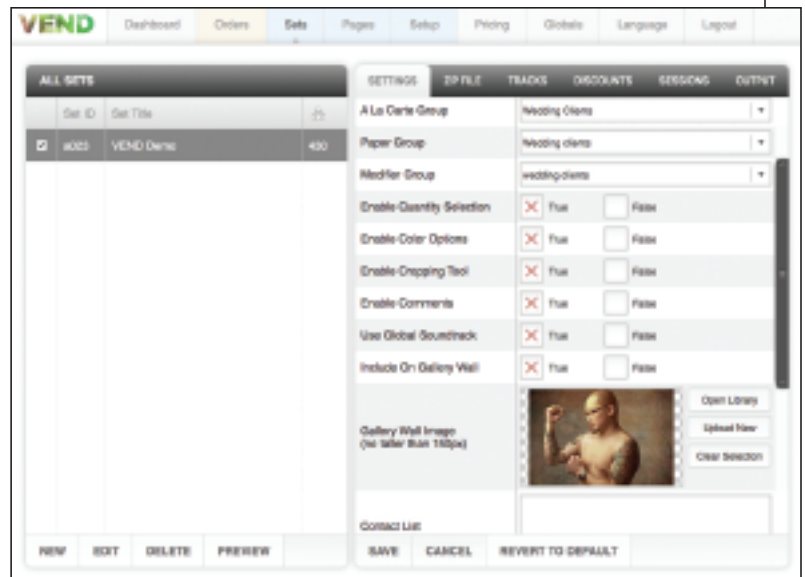 VEND Dashboard Orders Sets Pages Setup Pricing Globals Language Logout
ALL SETS
Set ID Set Title
VEND Demo 400
NEW EDIT DELETE PREVIEW
SETTINGS ZIP FILE TRACKS DISCOUNTS SESSIONS OUTPUT
A La Carte Group Wedding Clients
Paper Group Wedding clients
Modifier Group wedding clients
Enable Quantity Selection True False
Enable Color Options True False
Enable Cropping Tool True False
Enable Comments True False
Use Global Soundtrack True False
Include On Gallery Wall True False
Gallery Wall Image
(no taller than 150px)
Open Library
Upload New
Clear Selection
Contact List
SAVE CANCEL REVERT TO DEFAULT